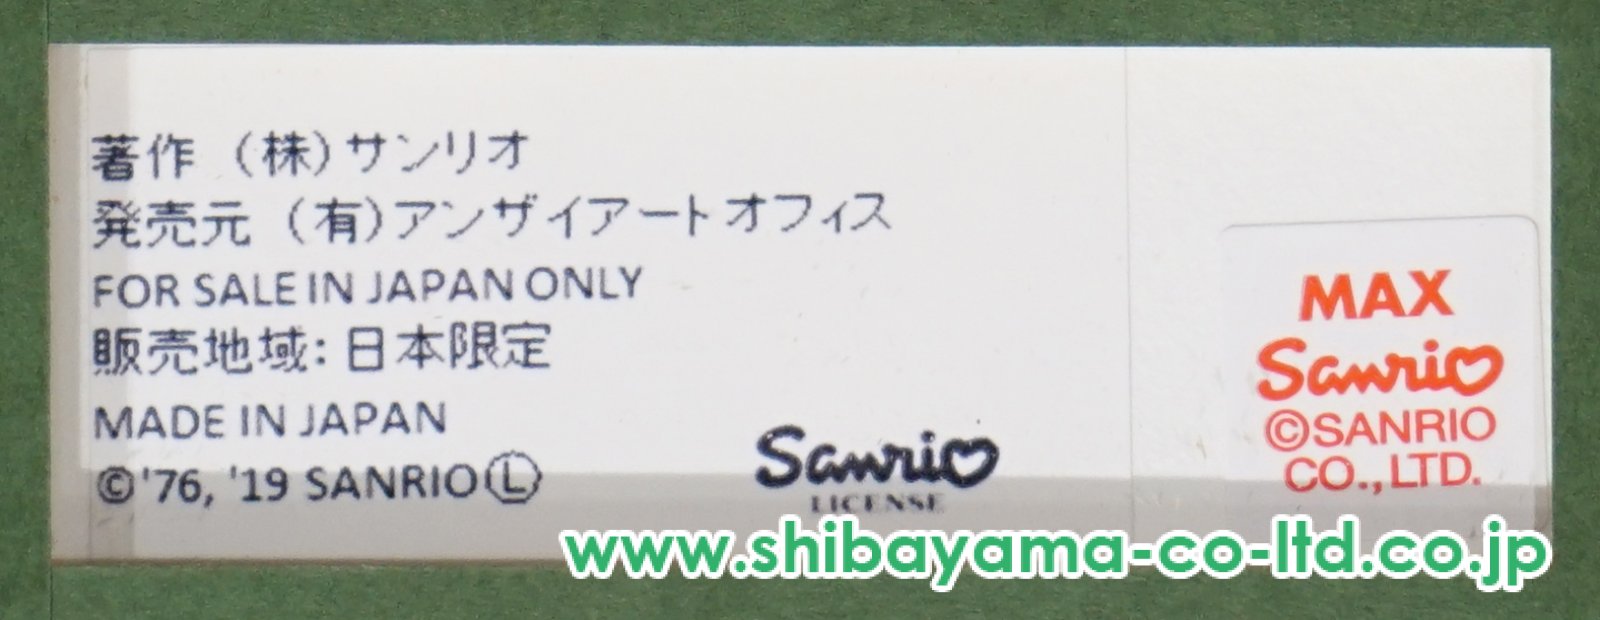 著作 (株)サンリオ
発売元 (有)アンザイアートオフィス
FOR SALE IN JAPAN ONLY
販売地域:日本限定
MADE IN JAPAN
©'76, '19 SANRIO Ⓛ
Sanrio
LICENSE
MAX
Sanrio
©SANRIO
CO.,LTD.
www.shibayama-co-ltd.co.jp